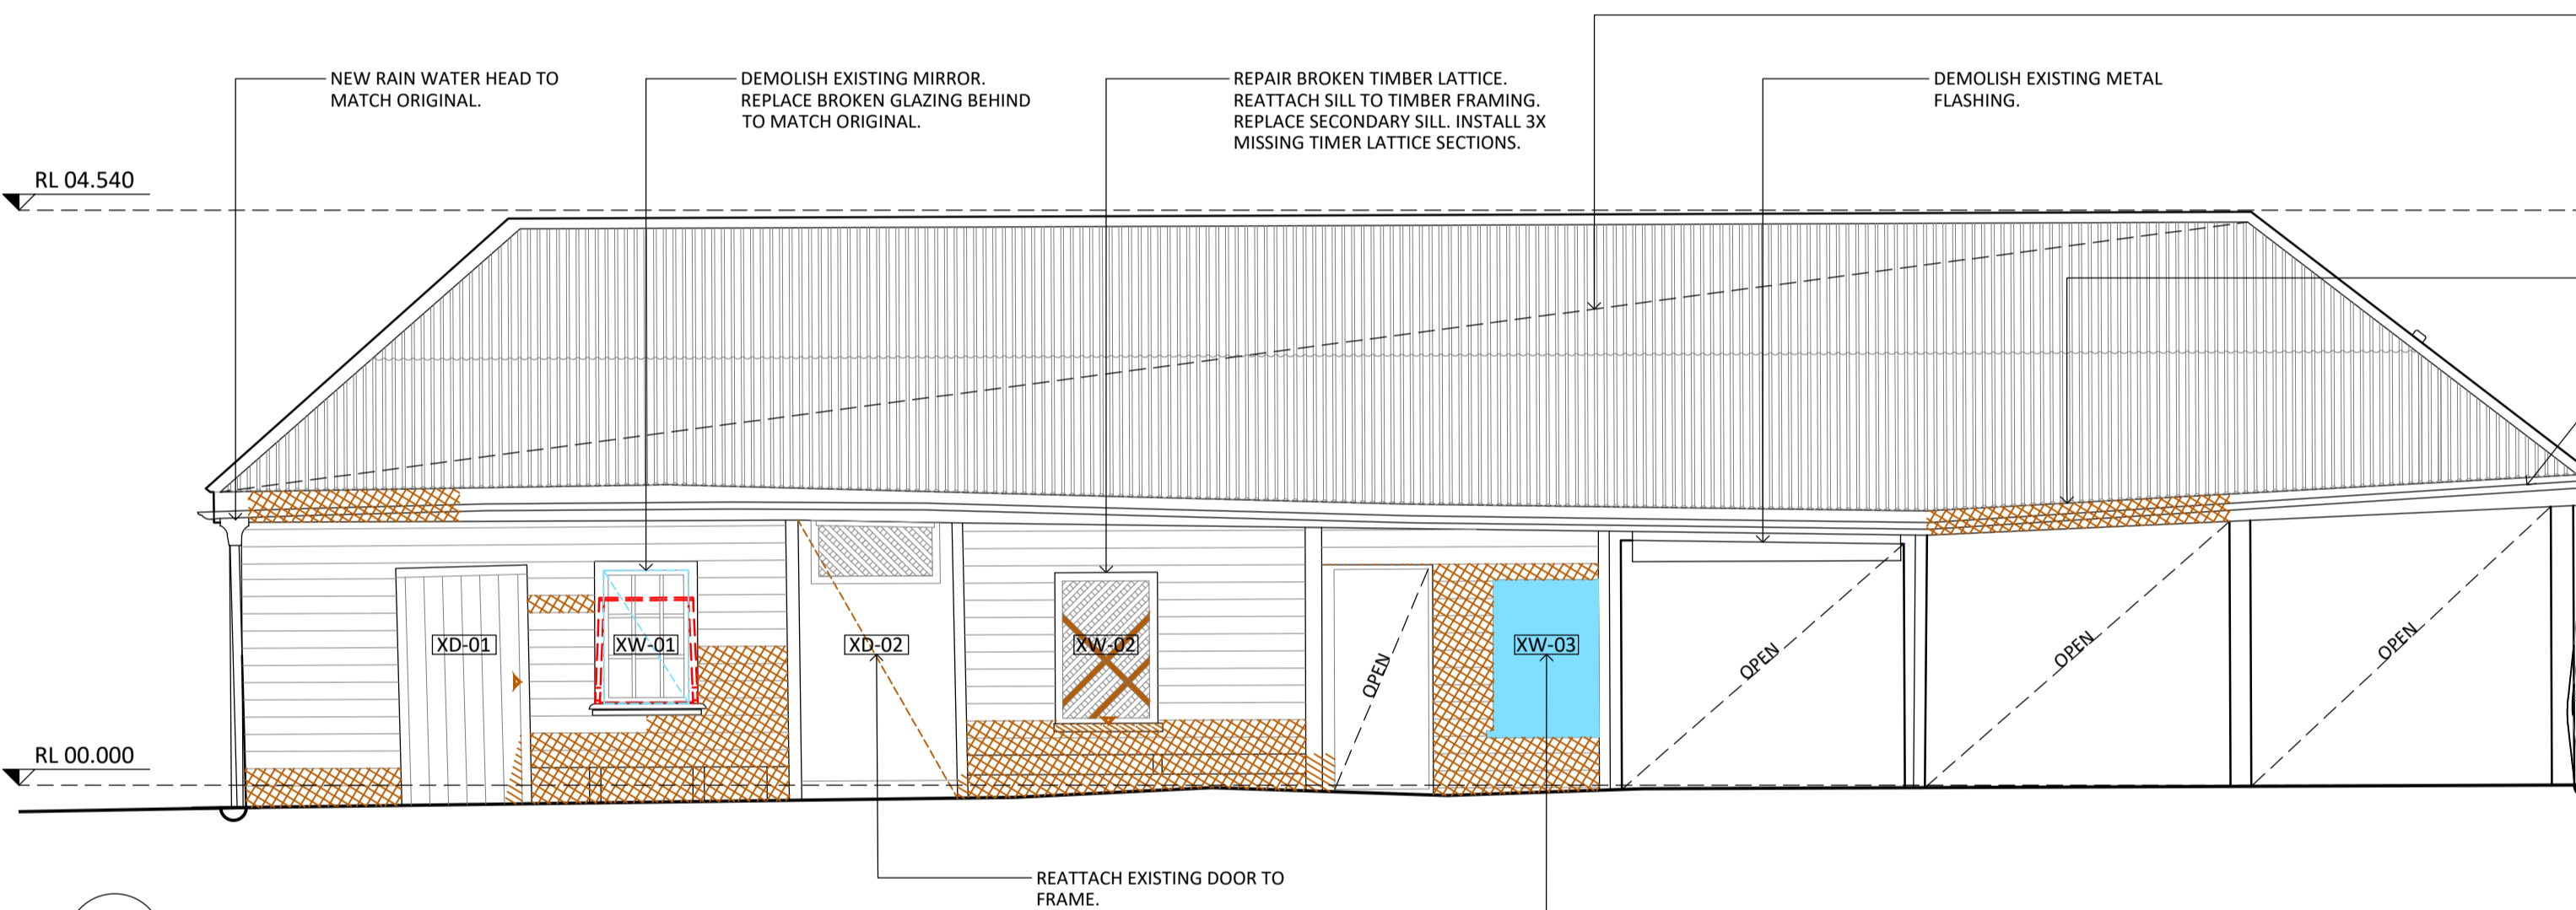 NEW RAIN WATER HEAD TO
MATCH ORIGINAL.
DEMOLISH EXISTING MIRROR.
REPLACE BROKEN GLAZING BEHIND
TO MATCH ORIGINAL.
REPAIR BROKEN TIMBER LATTICE.
REATTACH SILL TO TIMBER FRAMING.
REPLACE SECONDARY SILL. INSTALL 3X
MISSING TIMER LATTICE SECTIONS.
DEMOLISH EXISTING METAL
FLASHING.
RL 04.540
XD-01
XW-01
XD-02
XW-02
OPEN
XW-03
OPEN
OPEN
OPEN
RL 00.000
REATTACH EXISTING DOOR TO
FRAME.